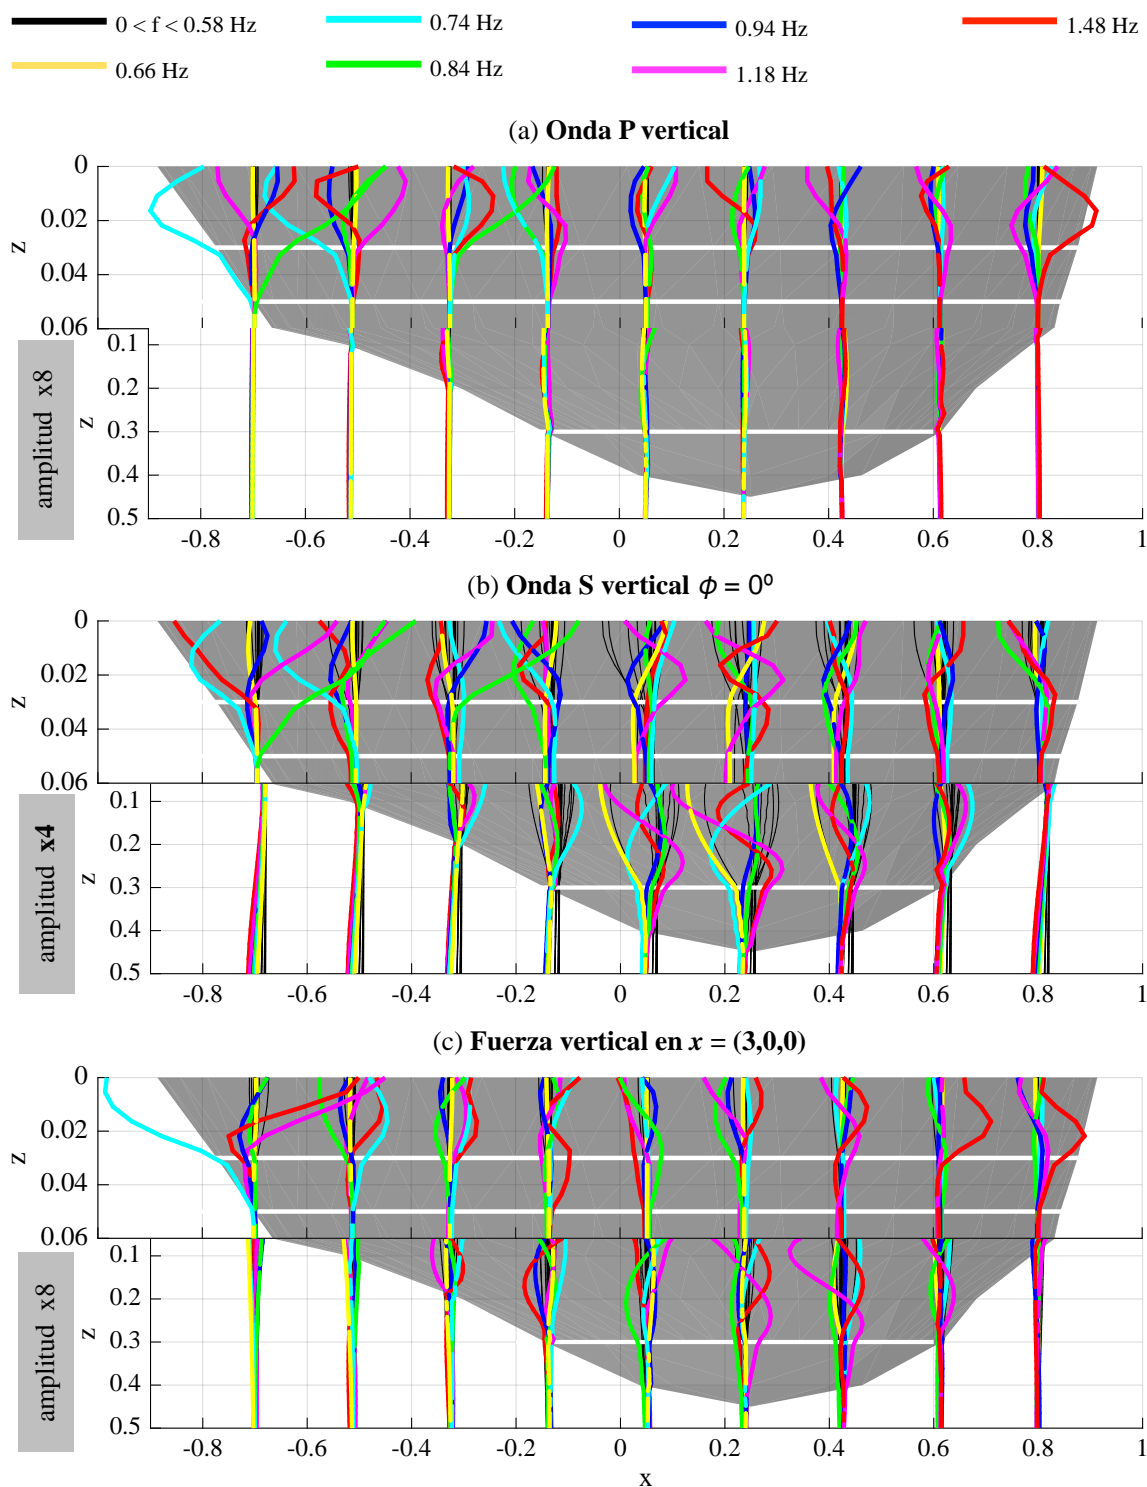 0 < f < 0.58 Hz
0.74 Hz
0.94 Hz
1.48 Hz
0.66 Hz
0.84 Hz
1.18 Hz
(a) Onda P vertical
0
0.02
0.04
0.06
z
0.1
0.2
0.3
0.4
0.5
z
amplitud x8
-0.8 -0.6 -0.4 -0.2 0 0.2 0.4 0.6 0.8 1
(b) Onda S vertical ϕ = 0º
0
0.02
0.04
0.06
z
0.1
0.2
0.3
0.4
0.5
z
amplitud x4
-0.8 -0.6 -0.4 -0.2 0 0.2 0.4 0.6 0.8 1
(c) Fuerza vertical en x = (3,0,0)
0
0.02
0.04
0.06
z
0.1
0.2
0.3
0.4
0.5
z
amplitud x8
-0.8 -0.6 -0.4 -0.2 0 0.2 0.4 0.6 0.8 1
x